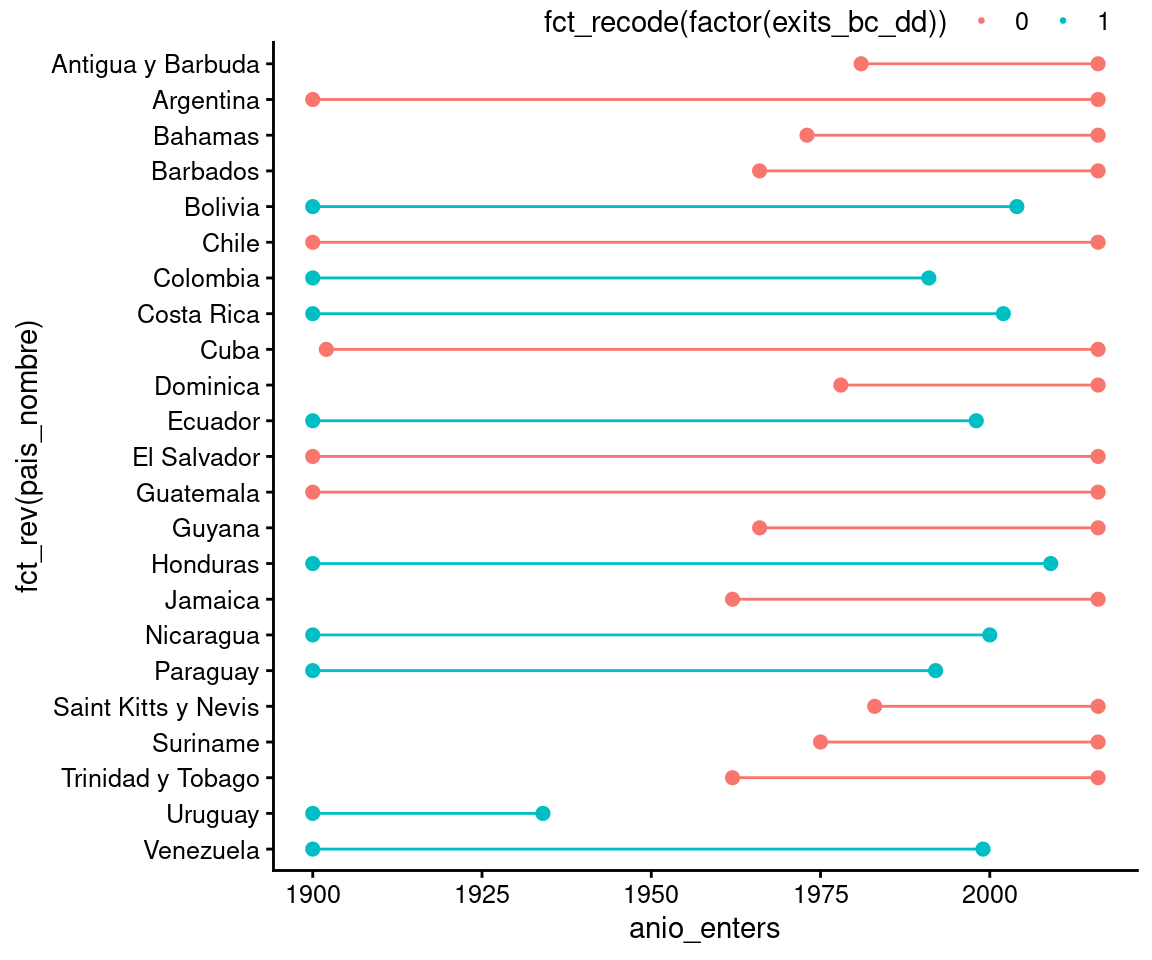 fct_recode(factor(exits_bc_dd)) 0 1
Antigua y Barbuda
Argentina
Bahamas
Barbados
Bolivia
Chile
Colombia
Costa Rica
Cuba
Dominica
Ecuador
El Salvador
Guatemala
Guyana
Honduras
Jamaica
Nicaragua
Paraguay
Saint Kitts y Nevis
Suriname
Trinidad y Tobago
Uruguay
Venezuela
fct_rev(pais_nombre)
1900 1925 1950 1975 2000
anio_enters